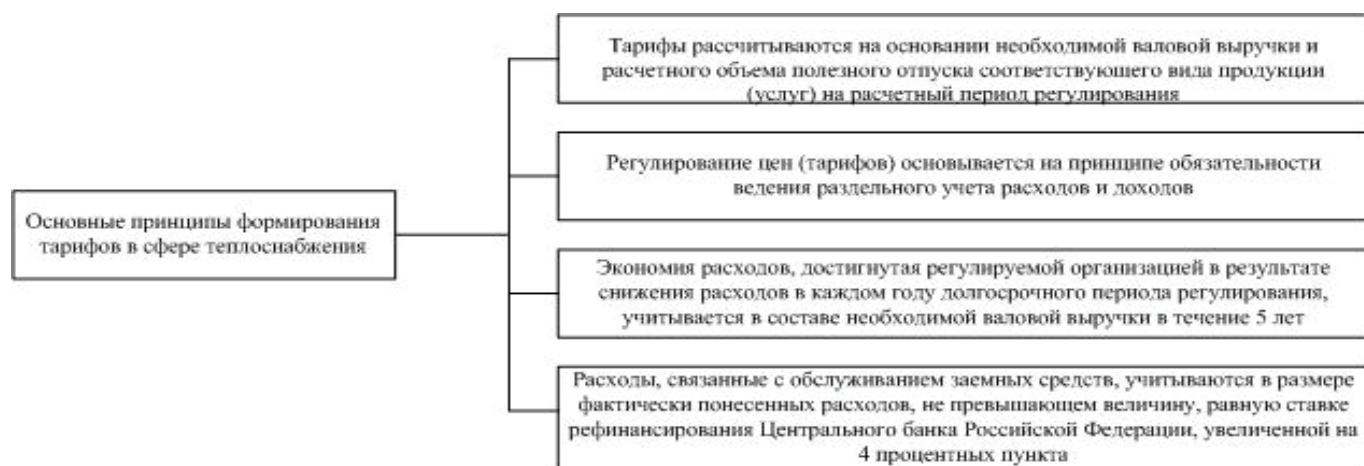 Основные принципы формирования
тарифов в сфере теплоснабжения
Тарифы рассчитываются на основании необходимой валовой выручки и
расчетного объема полезного отпуска соответствующего вида продукции
(услуг) на расчетный период регулирования
Регулирование цен (тарифов) основывается на принципе обязательности
ведения раздельного учета расходов и доходов
Экономия расходов, достигнутая регулируемой организацией в результате
снижения расходов в каждом году долгосрочного периода регулирования,
учитывается в составе необходимой валовой выручки в течение 5 лет
Расходы, связанные с обслуживанием заемных средств, учитываются в размере
фактически понесенных расходов, не превышающем величину, равную ставке
рефинансирования Центрального банка Российской Федерации, увеличенной на
4 процентных пункта